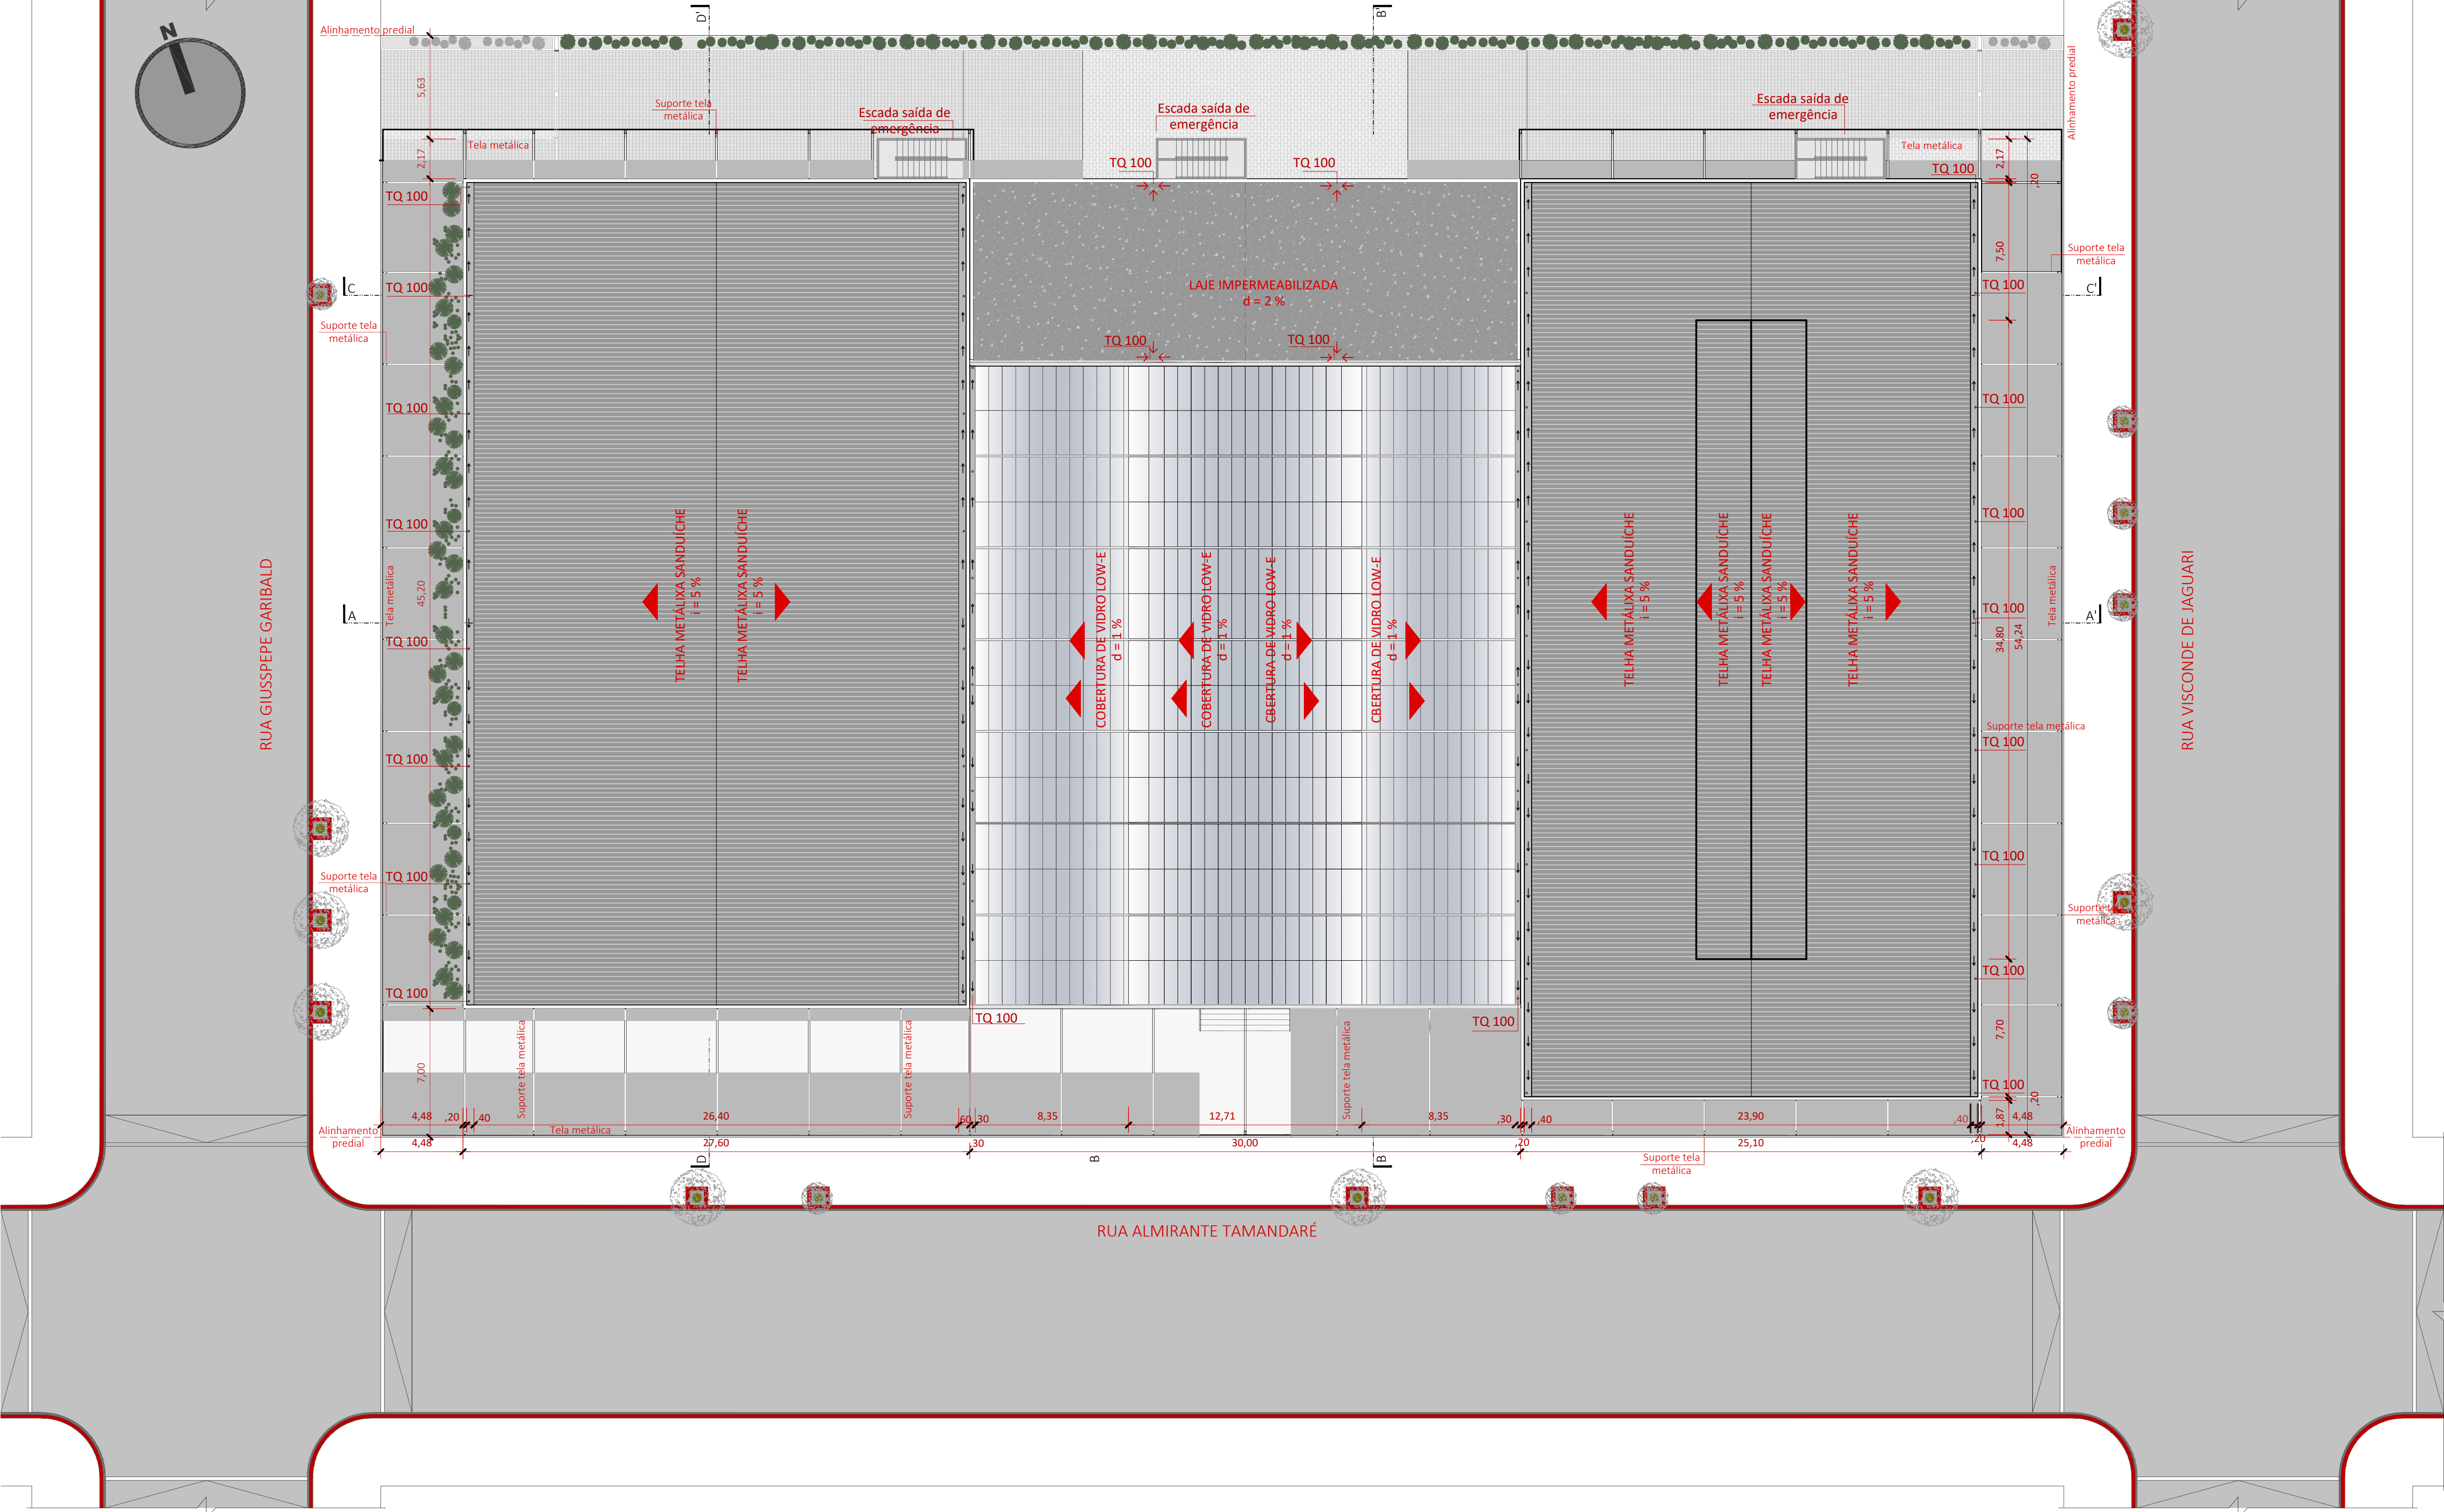 N
D'
B'
Alinhamento predial
Alinhamento predial
5,63
Suporte tela
metálica
Escada saída de
emergência
Escada saída de
emergência
Escada saída de
emergência
Tela metálica
Tela metálica
2,17
2,17
,20
TQ 100
TQ 100
TQ 100
TQ 100
Suporte tela
metálica
7,50
C
TQ 100
LAJE IMPERMEABILIZADA
d = 2 %
TQ 100
C'
Suporte tela
metálica
TQ 100
TQ 100
TQ 100
TQ 100
TQ 100
TQ 100
RUA GIUSSPEPE GARIBALD
Tela metálica
45,20
A
TELHA METÁLIXA SANDUÍCHE
i = 5 %
TELHA METÁLIXA SANDUÍCHE
i = 5 %
COBERTURA DE VIDRO LOW-E
d = 1 %
COBERTURA DE VIDRO LOW-E
d = 1 %
CBERTURA DE VIDRO LOW-E
d = 1 %
CBERTURA DE VIDRO LOW-E
d = 1 %
TELHA METÁLIXA SANDUÍCHE
i = 5 %
TELHA METÁLIXA SANDUÍCHE
i = 5 %
TELHA METÁLIXA SANDUÍCHE
i = 5 %
TELHA METÁLIXA SANDUÍCHE
i = 5 %
TQ 100
34,80
54,24
Tela metálica
A'
RUA VISCONDE DE JAGUARI
TQ 100
Suporte tela metálica
TQ 100
TQ 100
Suporte tela
metálica
TQ 100
TQ 100
Suporte tela
metálica
TQ 100
TQ 100
TQ 100
TQ 100
7,70
7,00
Suporte tela metálica
Suporte tela metálica
Suporte tela metálica
TQ 100
,20
1,87
4,48
,20
,40
26,40
,60
,30
8,35
12,71
8,35
,30
,40
23,90
,40
4,48
Alinhamento
predial
Tela metálica
Alinhamento
predial
4,48
27,60
,30
30,00
,20
25,10
,20
4,48
D
B
B
Suporte tela
metálica
RUA ALMIRANTE TAMANDARÉ